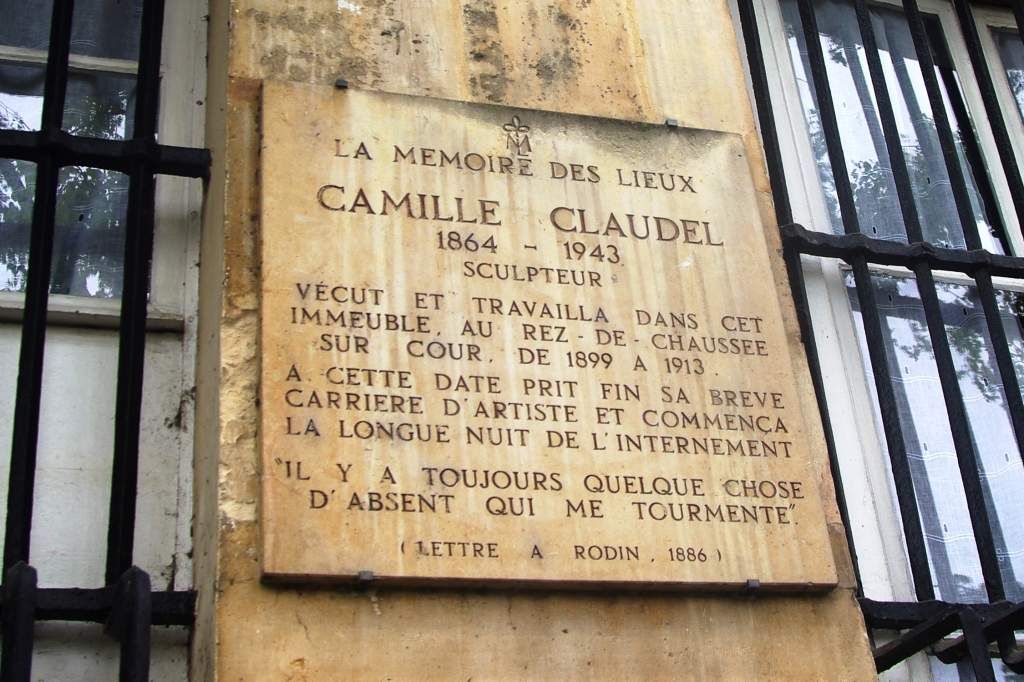 LA MEMOIRE DES LIEUX
CAMILLE CLAUDEL
1864 - 1943
SCULPTEUR
VÉCUT ET TRAVAILLA DANS CET
IMMEUBLE, AU REZ-DE-CHAUSSEE
SUR COUR, DE 1899 A 1913.
A CETTE DATE PRIT FIN SA BREVE
CARRIERE D'ARTISTE ET COMMENÇA
LA LONGUE NUIT DE L'INTERNEMENT
"IL Y A TOUJOURS QUELQUE CHOSE
D'ABSENT QUI ME TOURMENTE".
(LETTRE A RODIN, 1886)